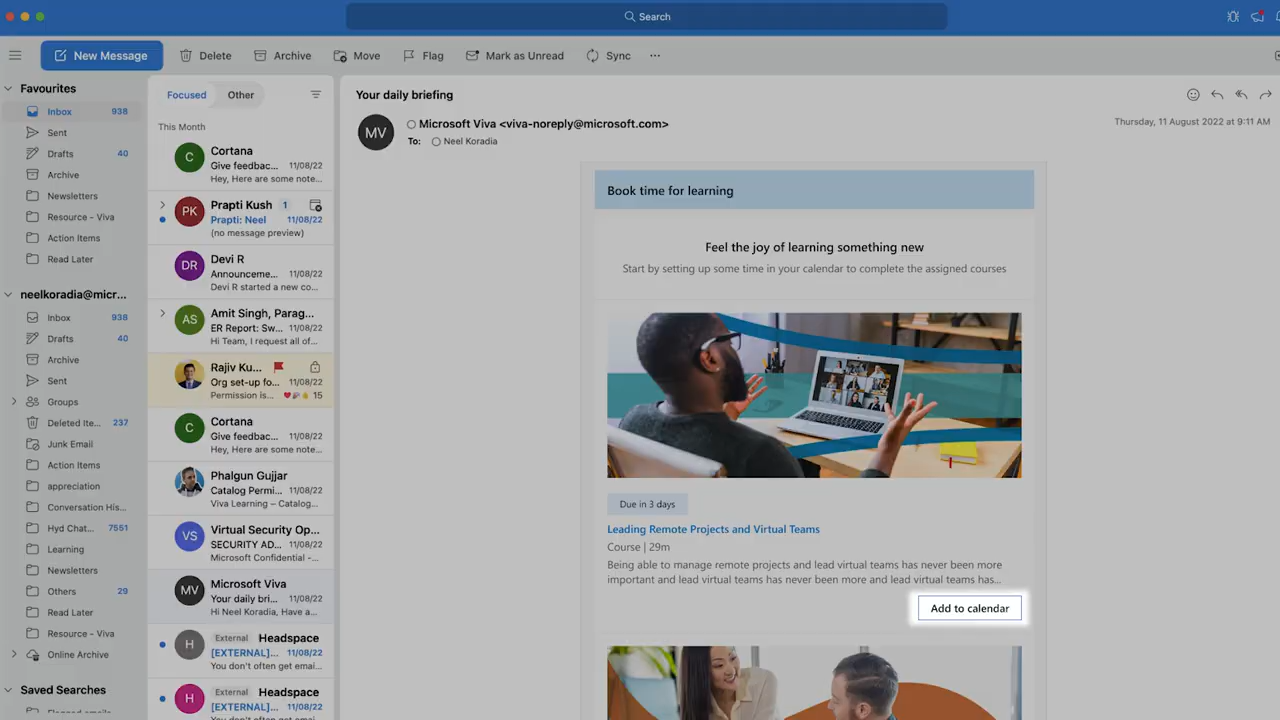 Search
New Message
Delete
Archive
Move
Flag
Mark as Unread
Sync
Favourites
Inbox 938
Sent
Drafts 40
Archive
Newsletters
Resource - Viva
Action Items
Read Later
neelkoradia@micr...
Inbox 938
Drafts 40
Archive
Sent
Groups
Deleted Ite... 237
Junk Email
Action Items
appreciation
Conversation His...
Hyd Chat... 7551
Learning
Newsletters
Others 29
Read Later
Resource - Viva
Online Archive
Saved Searches
Focused Other
This Month
C
Cortana
Give feedbac... 11/08/22
Hey, Here are some note...
PK
Prapti Kush 1
Prapti: Neel 11/08/22
(no message preview)
DR
Devi R
Announceme... 11/08/22
Devi R started a new co...
AS
Amit Singh, Parag...
ER Report: Sw... 11/08/22
Hi Team, I request all of...
Rajiv Ku...
Org set-up fo... 11/08/22
Permission is... 15
C
Cortana
Give feedbac... 11/08/22
Hey, Here are some note...
Phalgun Gujjar
Catalog Permi... 11/08/22
Viva Learning – Catalog...
VS
Virtual Security Op...
SECURITY AD... 11/08/22
Microsoft Confidential -...
MV
Microsoft Viva
Your daily bri... 11/08/22
Hi Neel Koradia, Have a...
H
External Headspace
[EXTERNAL]... 11/08/22
You don't often get emai...
H
External Headspace
[EXTERNAL]... 11/08/22
Your daily briefing
MV
Microsoft Viva <viva-noreply@microsoft.com>
To: Neel Koradia
Thursday, 11 August 2022 at 9:11 AM
Book time for learning
Feel the joy of learning something new
Start by setting up some time in your calendar to complete the assigned courses
Due in 3 days
Leading Remote Projects and Virtual Teams
Course | 29m
Being able to manage remote projects and lead virtual teams has never been more
important and lead virtual teams has never been more and lead virtual teams has...
Add to calendar